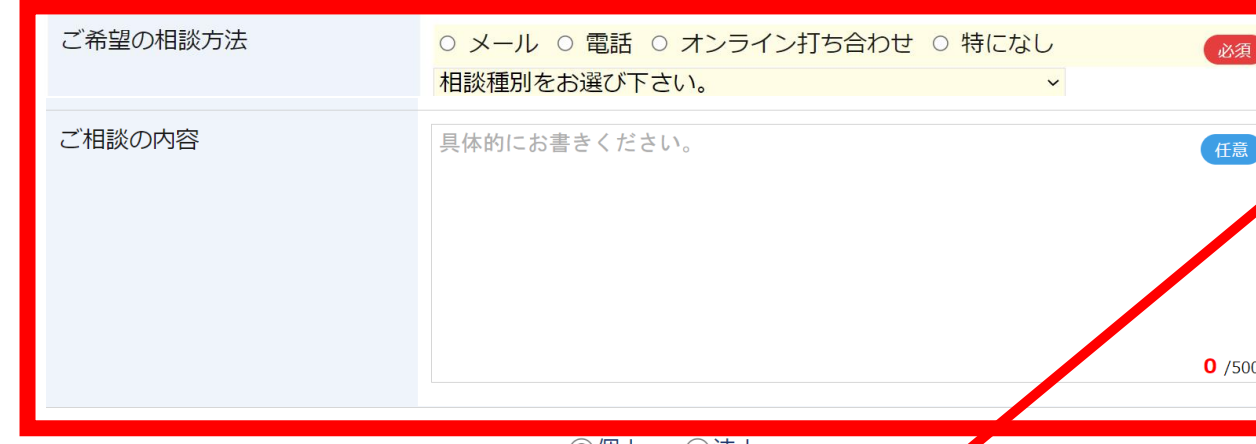 ご希望の相談方法
メール 電話 オンライン打ち合わせ 特になし
必須
相談種別をお選び下さい。
ご相談の内容
具体的にお書きください。
任意
0 /500